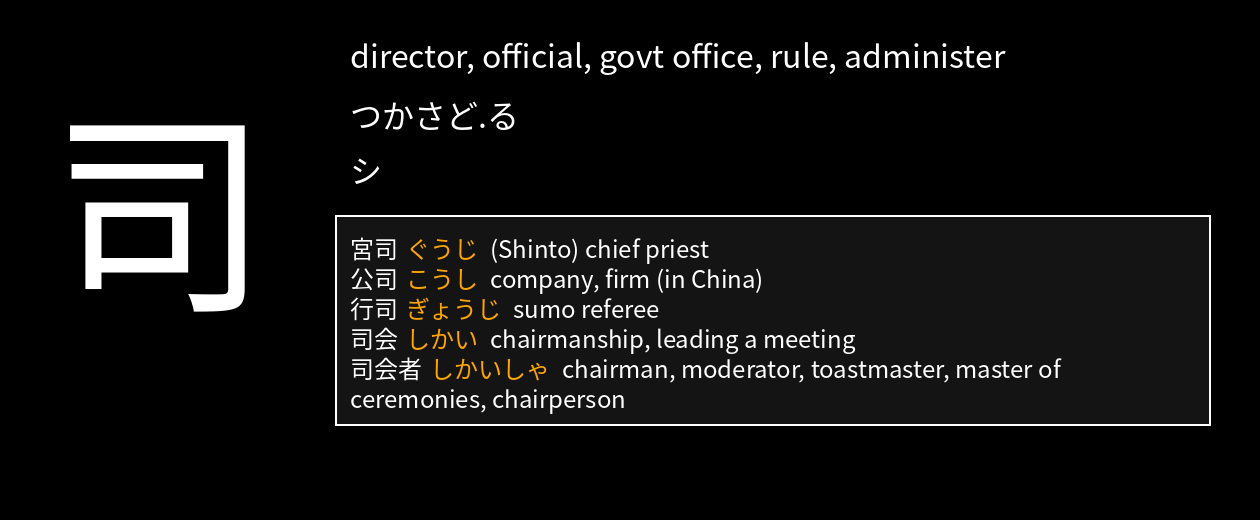 司
director, official, govt office, rule, administer
つかさど.る
シ
宮司 ぐうじ (Shinto) chief priest
公司 こうし company, firm (in China)
行司 ぎょうじ sumo referee
司会 しかい chairmanship, leading a meeting
司会者 しかいしゃ chairman, moderator, toastmaster, master of
ceremonies, chairperson